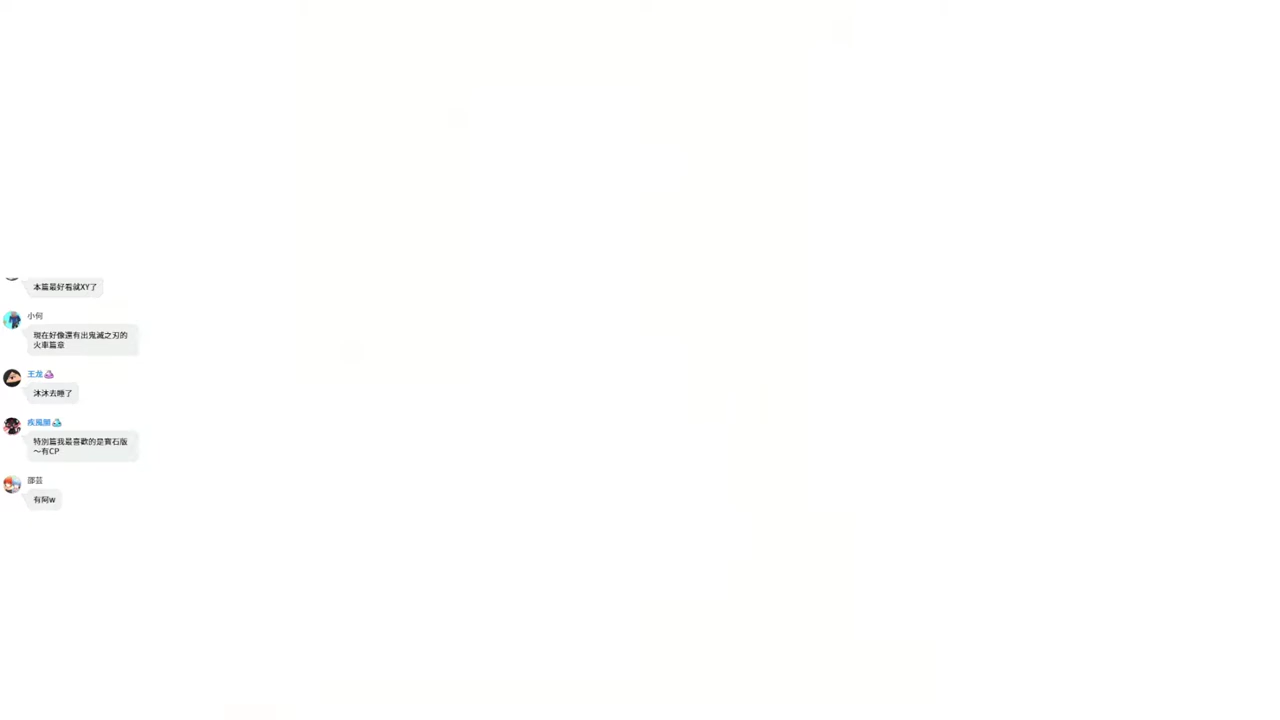 本篇最好看就XY了
小何
現在好像還有出鬼滅之刃的
火車篇章
王龙
沐沐去睡了
疾風闇
特別篇我最喜歡的是寶石版
～有CP
邵芸
有阿w